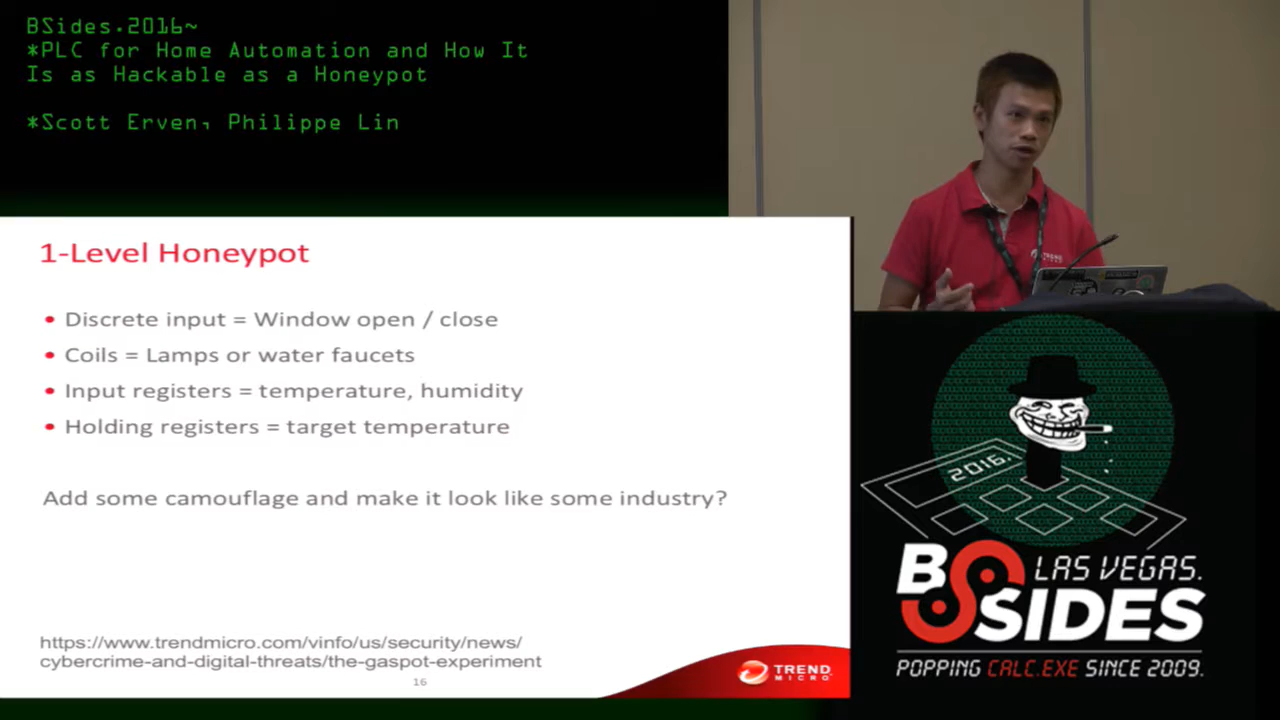 BSides.2016~
*PLC for Home Automation and How It
Is as Hackable as a Honeypot
*Scott Erven, Philippe Lin
1-Level Honeypot
• Discrete input = Window open / close
• Coils = Lamps or water faucets
• Input registers = temperature, humidity
• Holding registers = target temperature
Add some camouflage and make it look like some industry?
https://www.trendmicro.com/vinfo/us/security/news/
cybercrime-and-digital-threats/the-gaspot-experiment
16
TREND
MICRO
TREND
2016.
BSIDES
LAS VEGAS.
POPPING CALC.EXE SINCE 2009.